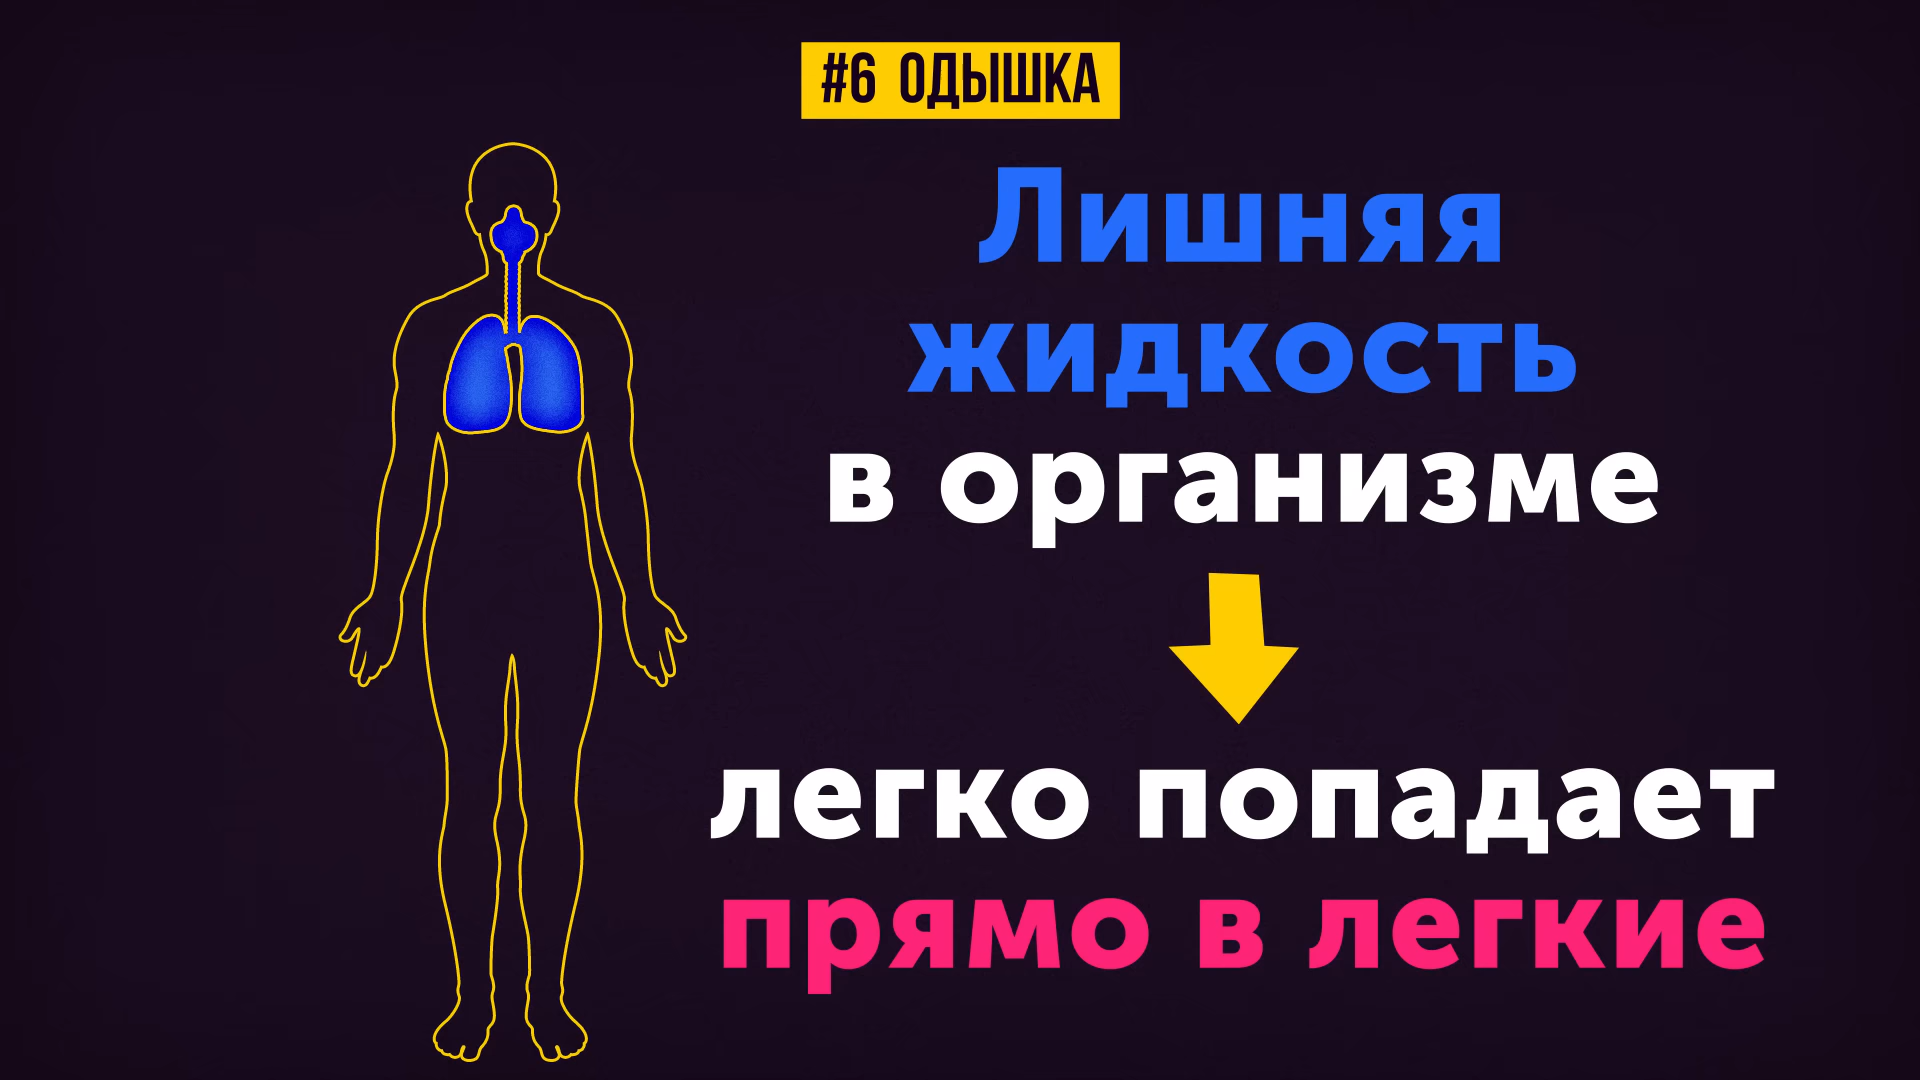 #6 ОДЫШКА
Лишняя
жидкость
в организме
легко попадает
прямо в легкие